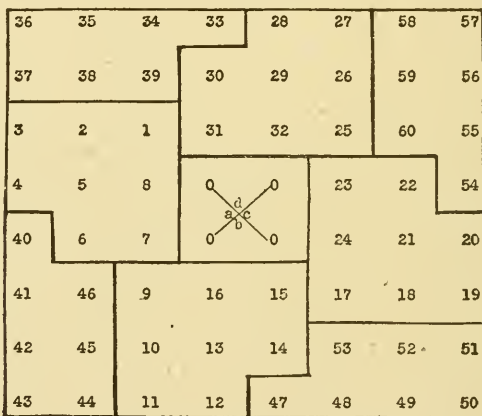 36 35 34 33 28 27 58 57
37 38 39 30 29 26 59 56
3 2 1 31 32 25 60 55
4 5 8 0 0 23 22 54
d
a c
b
40 6 7 0 0 24 21 20
41 46 9 16 15 17 18 19
42 45 10 13 14 53 52 51
43 44 11 12 47 48 49 50